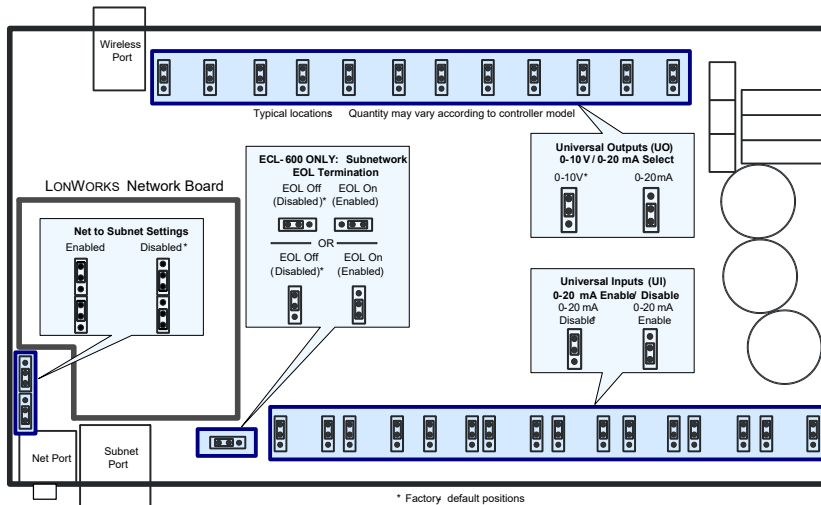 Wireless
Port
Typical locations Quantity may vary according to controller model
ECL-600 ONLY: Subnetwork
EOL Termination
EOL Off
(Disabled)*
EOL On
(Enabled)
OR
EOL Off
(Disabled)*
EOL On
(Enabled)
Universal Outputs (UO)
0-10V/0-20 mA Select
0-10V*
0-20mA
LONWORKS Network Board
Net to Subnet Settings
Enabled
Disabled*
Universal Inputs (UI)
0-20 mA Enable/ Disable
0-20 mA
Disable*
0-20 mA
Enable
Net Port
Subnet
Port
* Factory- default positions